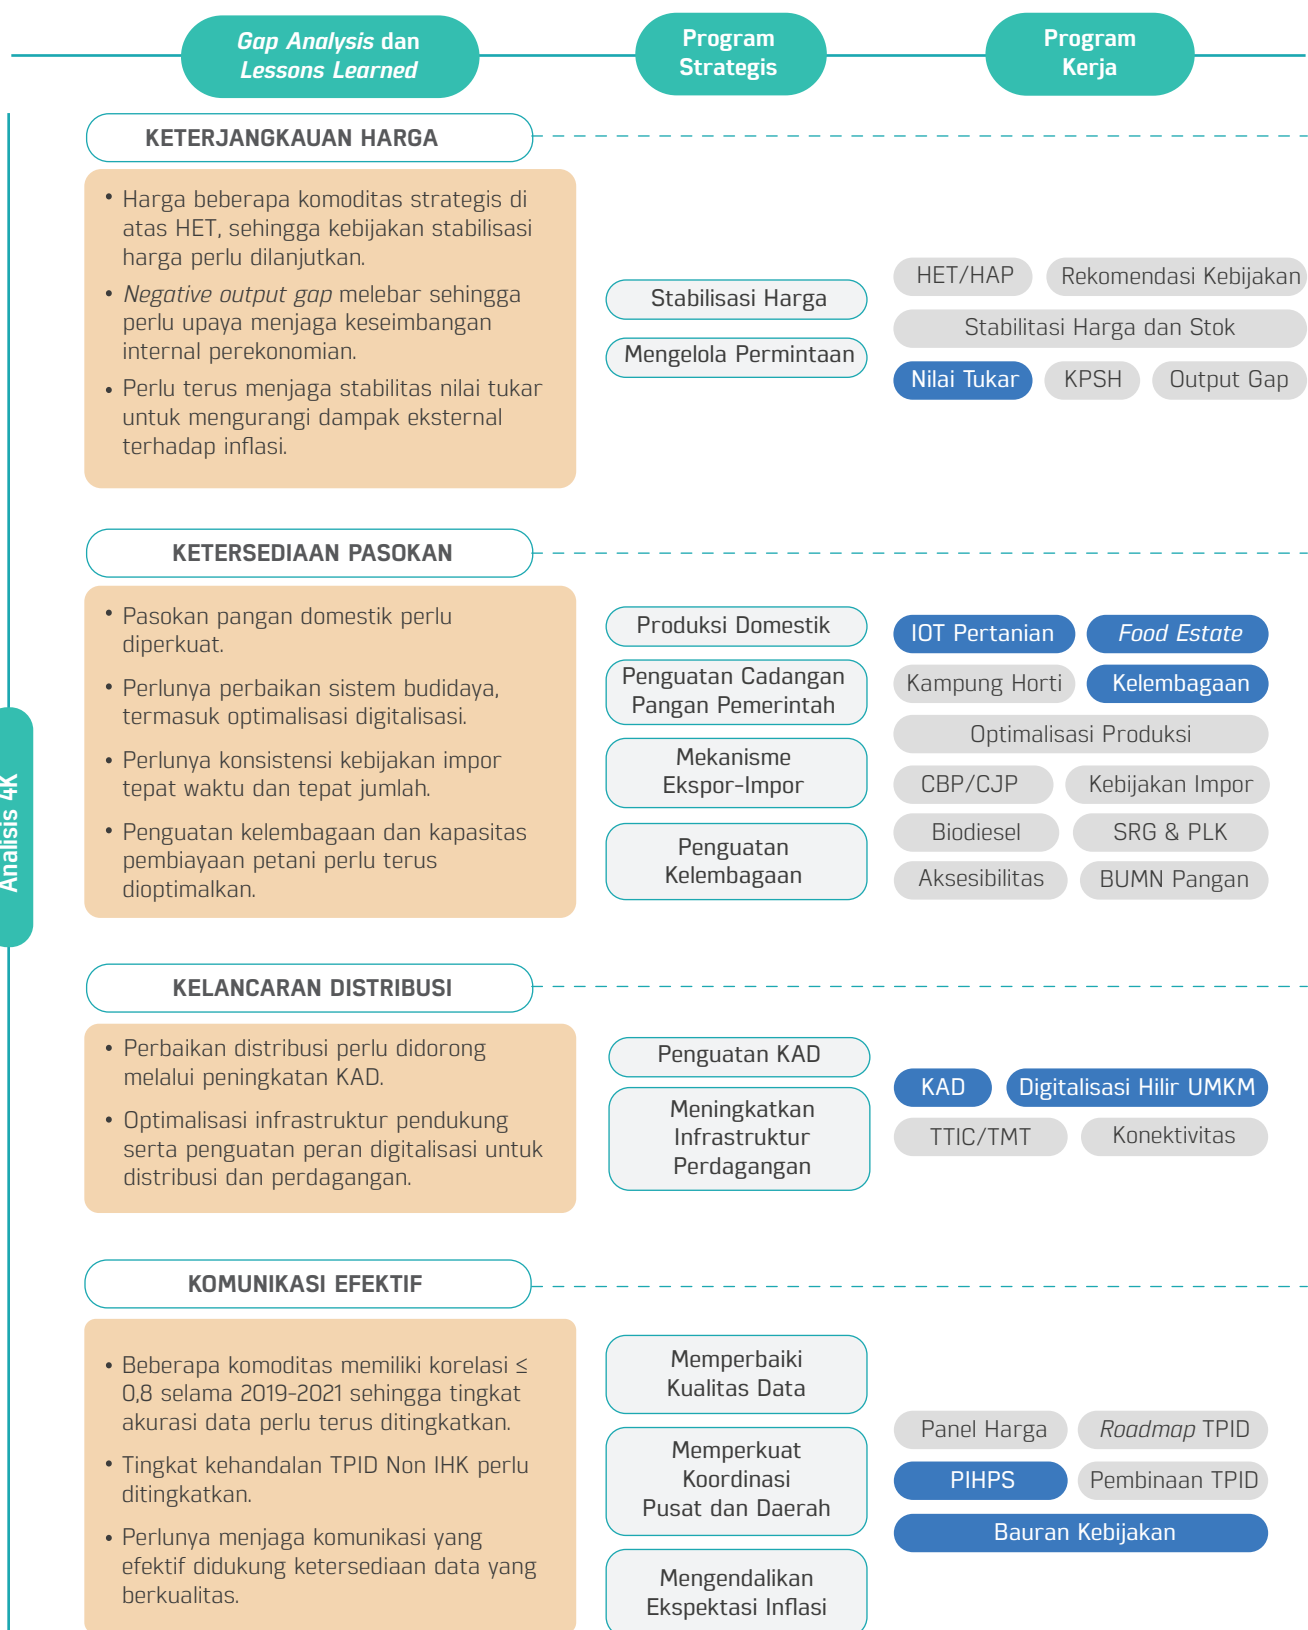 Gap Analysis dan
Lessons Learned
Program
Strategis
Program
Kerja
Analisis 4K
KETERJANGKAUAN HARGA
• Harga beberapa komoditas strategis di
atas HET, sehingga kebijakan stabilisasi
harga perlu dilanjutkan.
• Negative output gap melebar sehingga
perlu upaya menjaga keseimbangan
internal perekonomian.
• Perlu terus menjaga stabilitas nilai tukar
untuk mengurangi dampak eksternal
terhadap inflasi.
Stabilisasi Harga
Mengelola Permintaan
HET/HAP
Rekomendasi Kebijakan
Stabilitasi Harga dan Stok
Nilai Tukar
KPSH
Output Gap
KETERSEDIAAN PASOKAN
• Pasokan pangan domestik perlu
diperkuat.
• Perlunya perbaikan sistem budidaya,
termasuk optimalisasi digitalisasi.
• Perlunya konsistensi kebijakan impor
tepat waktu dan tepat jumlah.
• Penguatan kelembagaan dan kapasitas
pembiayaan petani perlu terus
dioptimalkan.
Produksi Domestik
Penguatan Cadangan
Pangan Pemerintah
Mekanisme
Ekspor-Impor
Penguatan
Kelembagaan
IOT Pertanian
Food Estate
Kampung Horti
Kelembagaan
Optimalisasi Produksi
CBP/CJP
Kebijakan Impor
Biodiesel
SRG & PLK
Aksesibilitas
BUMN Pangan
KELANCARAN DISTRIBUSI
• Perbaikan distribusi perlu didorong
melalui peningkatan KAD.
• Optimalisasi infrastruktur pendukung
serta penguatan peran digitalisasi untuk
distribusi dan perdagangan.
Penguatan KAD
Meningkatkan
Infrastruktur
Perdagangan
KAD
Digitalisasi Hilir UMKM
TTIC/TMT
Konektivitas
KOMUNIKASI EFEKTIF
• Beberapa komoditas memiliki korelasi ≤
0,8 selama 2019-2021 sehingga tingkat
akurasi data perlu terus ditingkatkan.
• Tingkat kehandalan TPID Non IHK perlu
ditingkatkan.
• Perlunya menjaga komunikasi yang
efektif didukung ketersediaan data yang
berkualitas.
Memperbaiki
Kualitas Data
Memperkuat
Koordinasi
Pusat dan Daerah
Mengendalikan
Ekspektasi Inflasi
Panel Harga
Roadmap TPID
PIHPS
Pembinaan TPID
Bauran Kebijakan